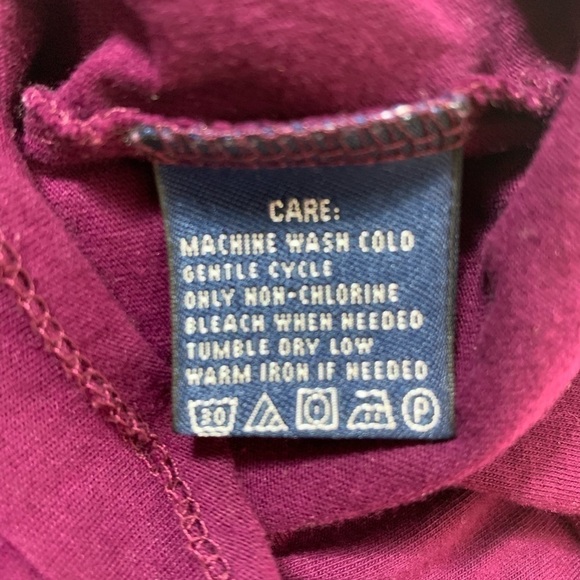 CARE:
MACHINE WASH COLD
GENTLE CYCLE
ONLY NON-CHLORINE
BLEACH WHEN NEEDED
TUMBLE DRY LOW
WARM IRON IF NEEDED
30 P